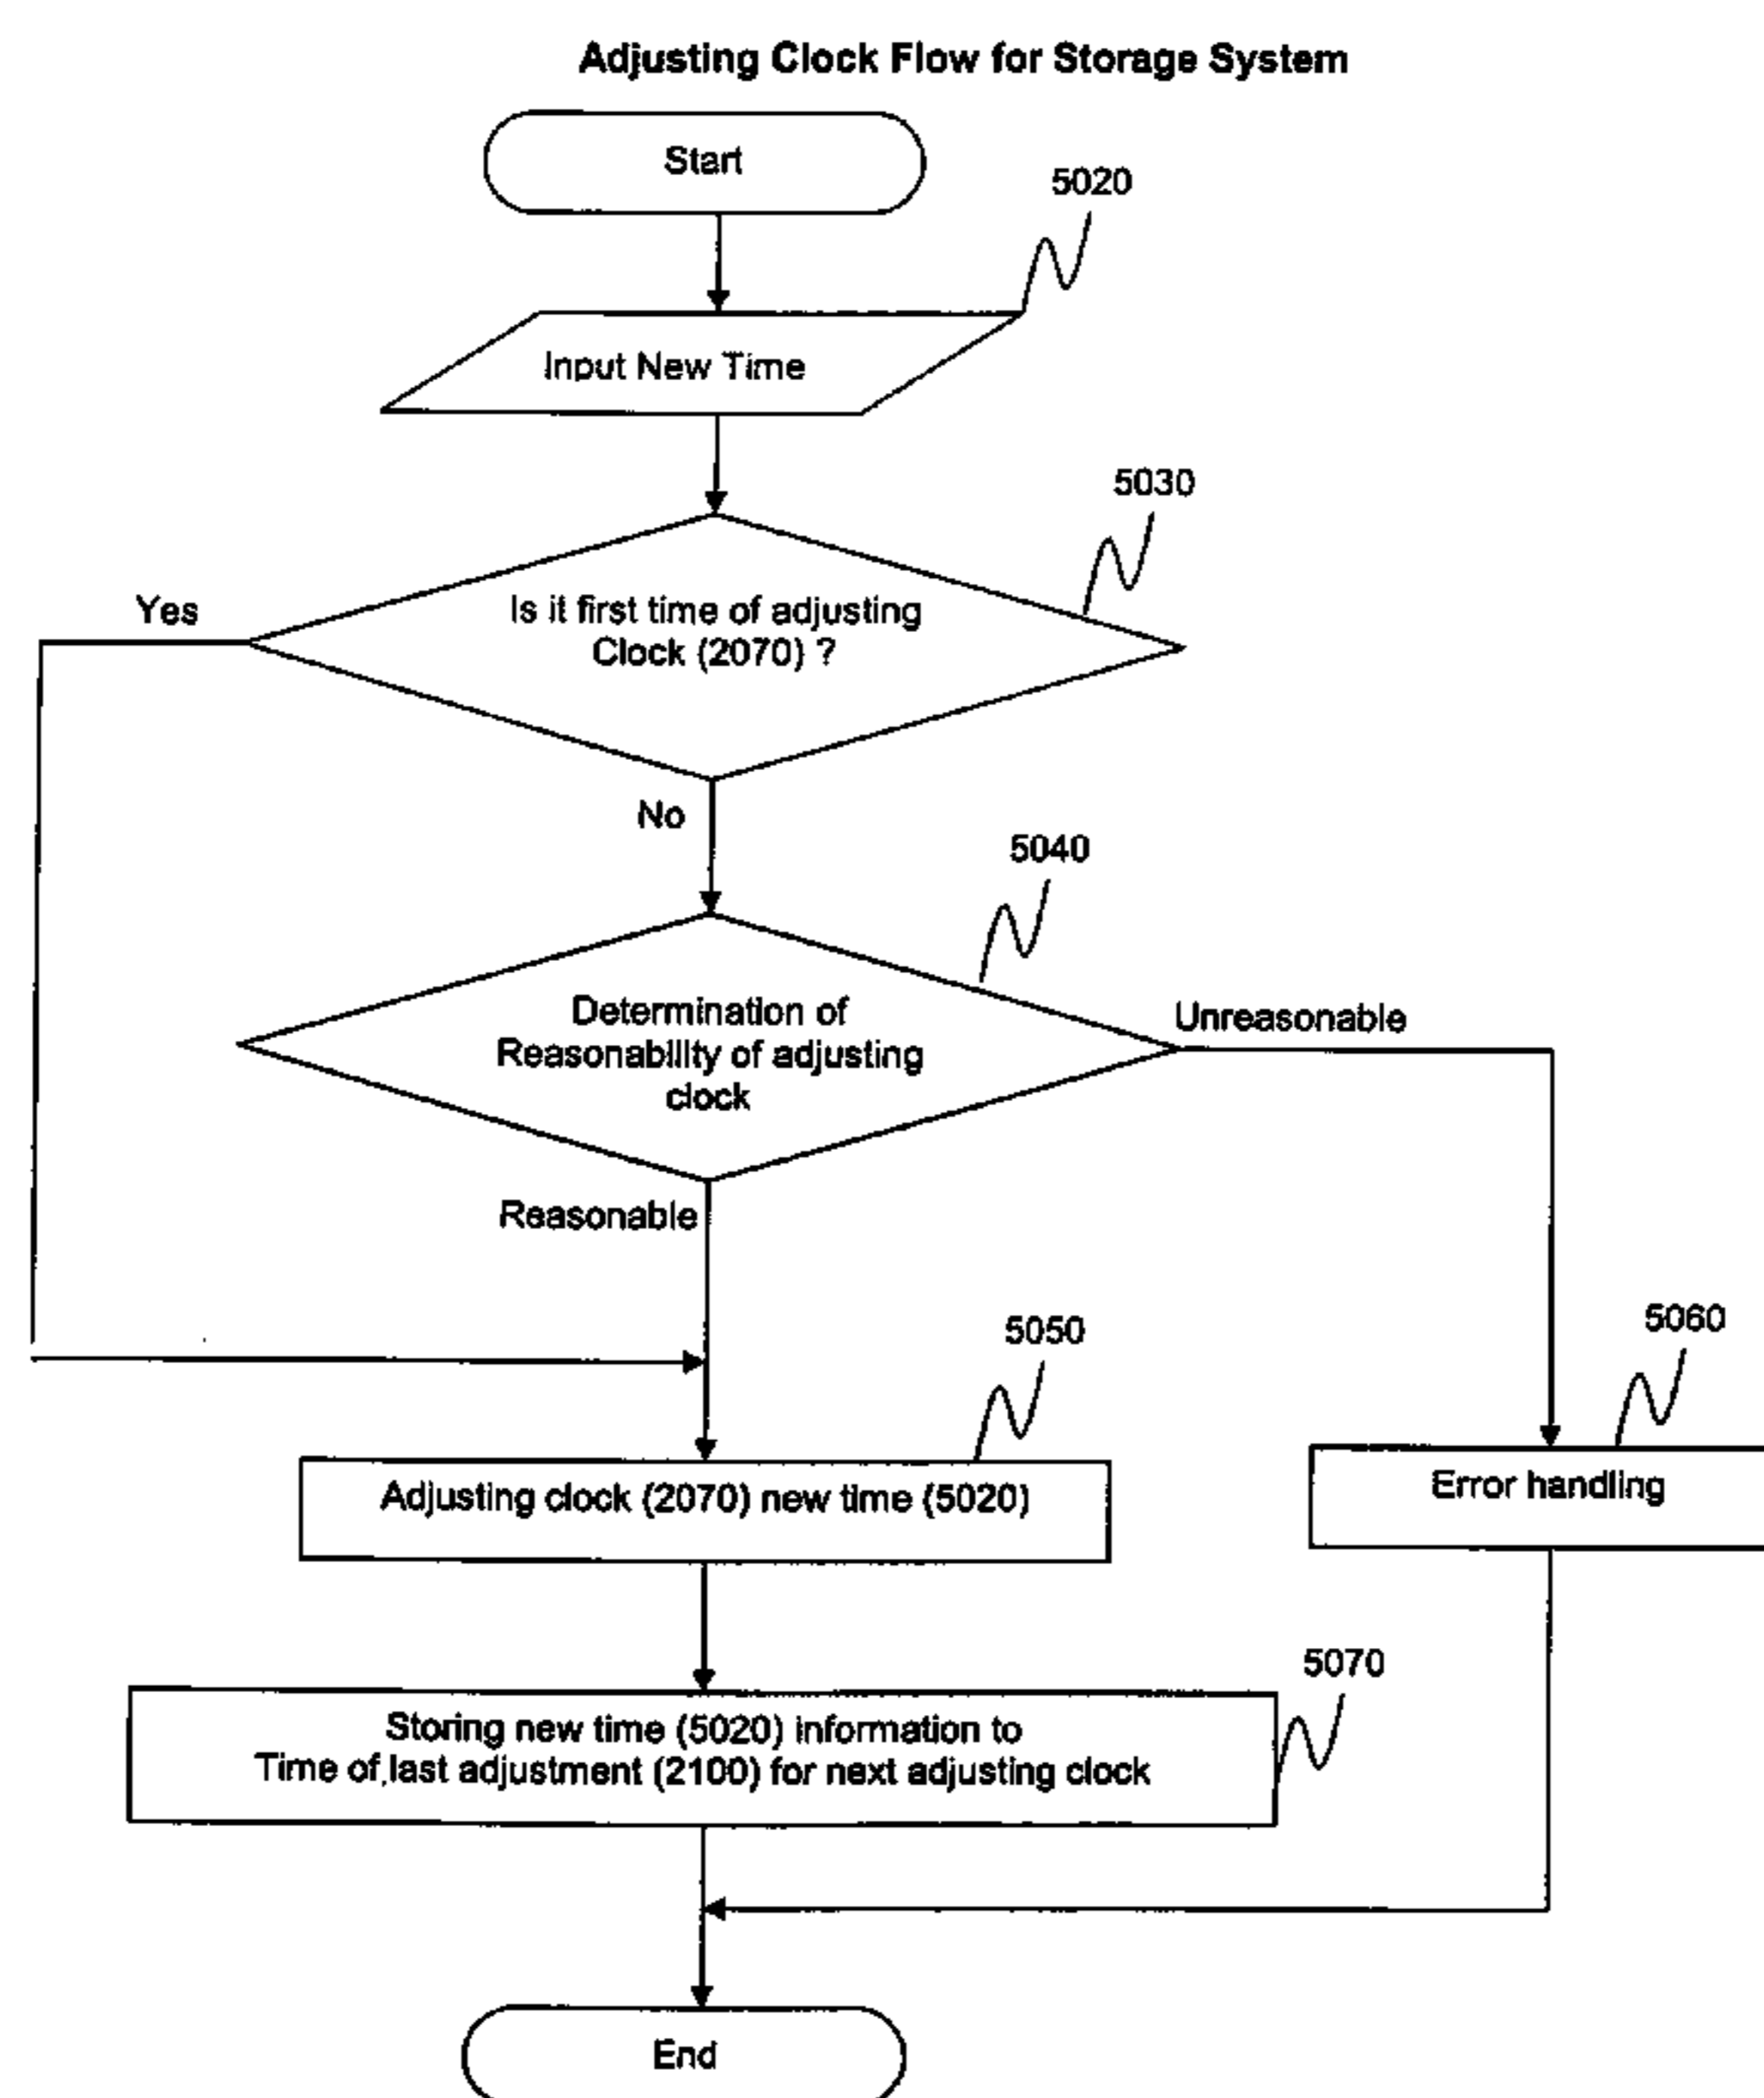 Adjusting Clock Flow for Storage System
Start
5020
Input New Time
5030
Yes
Is it first time of adjusting
Clock (2070) ?
No
5040
Determination of
Reasonability of adjusting
clock
Unreasonable
Reasonable
5050
5060
Adjusting clock (2070) new time (5020)
Error handling
5070
Storing new time (5020) information to
Time of last adjustment (2100) for next adjusting clock
End